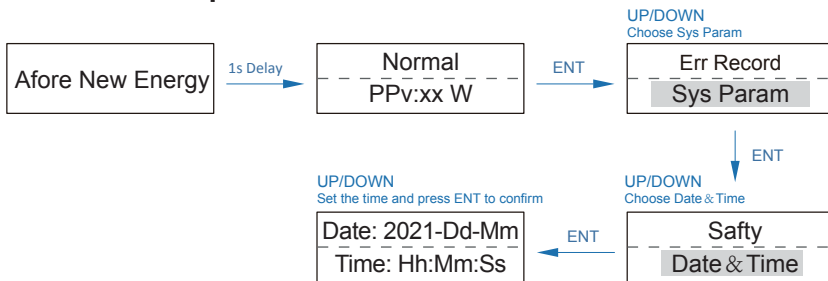 UP/DOWN
Choose Sys Param
Afore New Energy
1s Delay
Normal
PPv:xx W
ENT
Err Record
Sys Param
ENT
UP/DOWN
Set the time and press ENT to confirm
Date: 2021-Dd-Mm
Time: Hh:Mm:Ss
ENT
UP/DOWN
Choose Date & Time
Safty
Date & Time